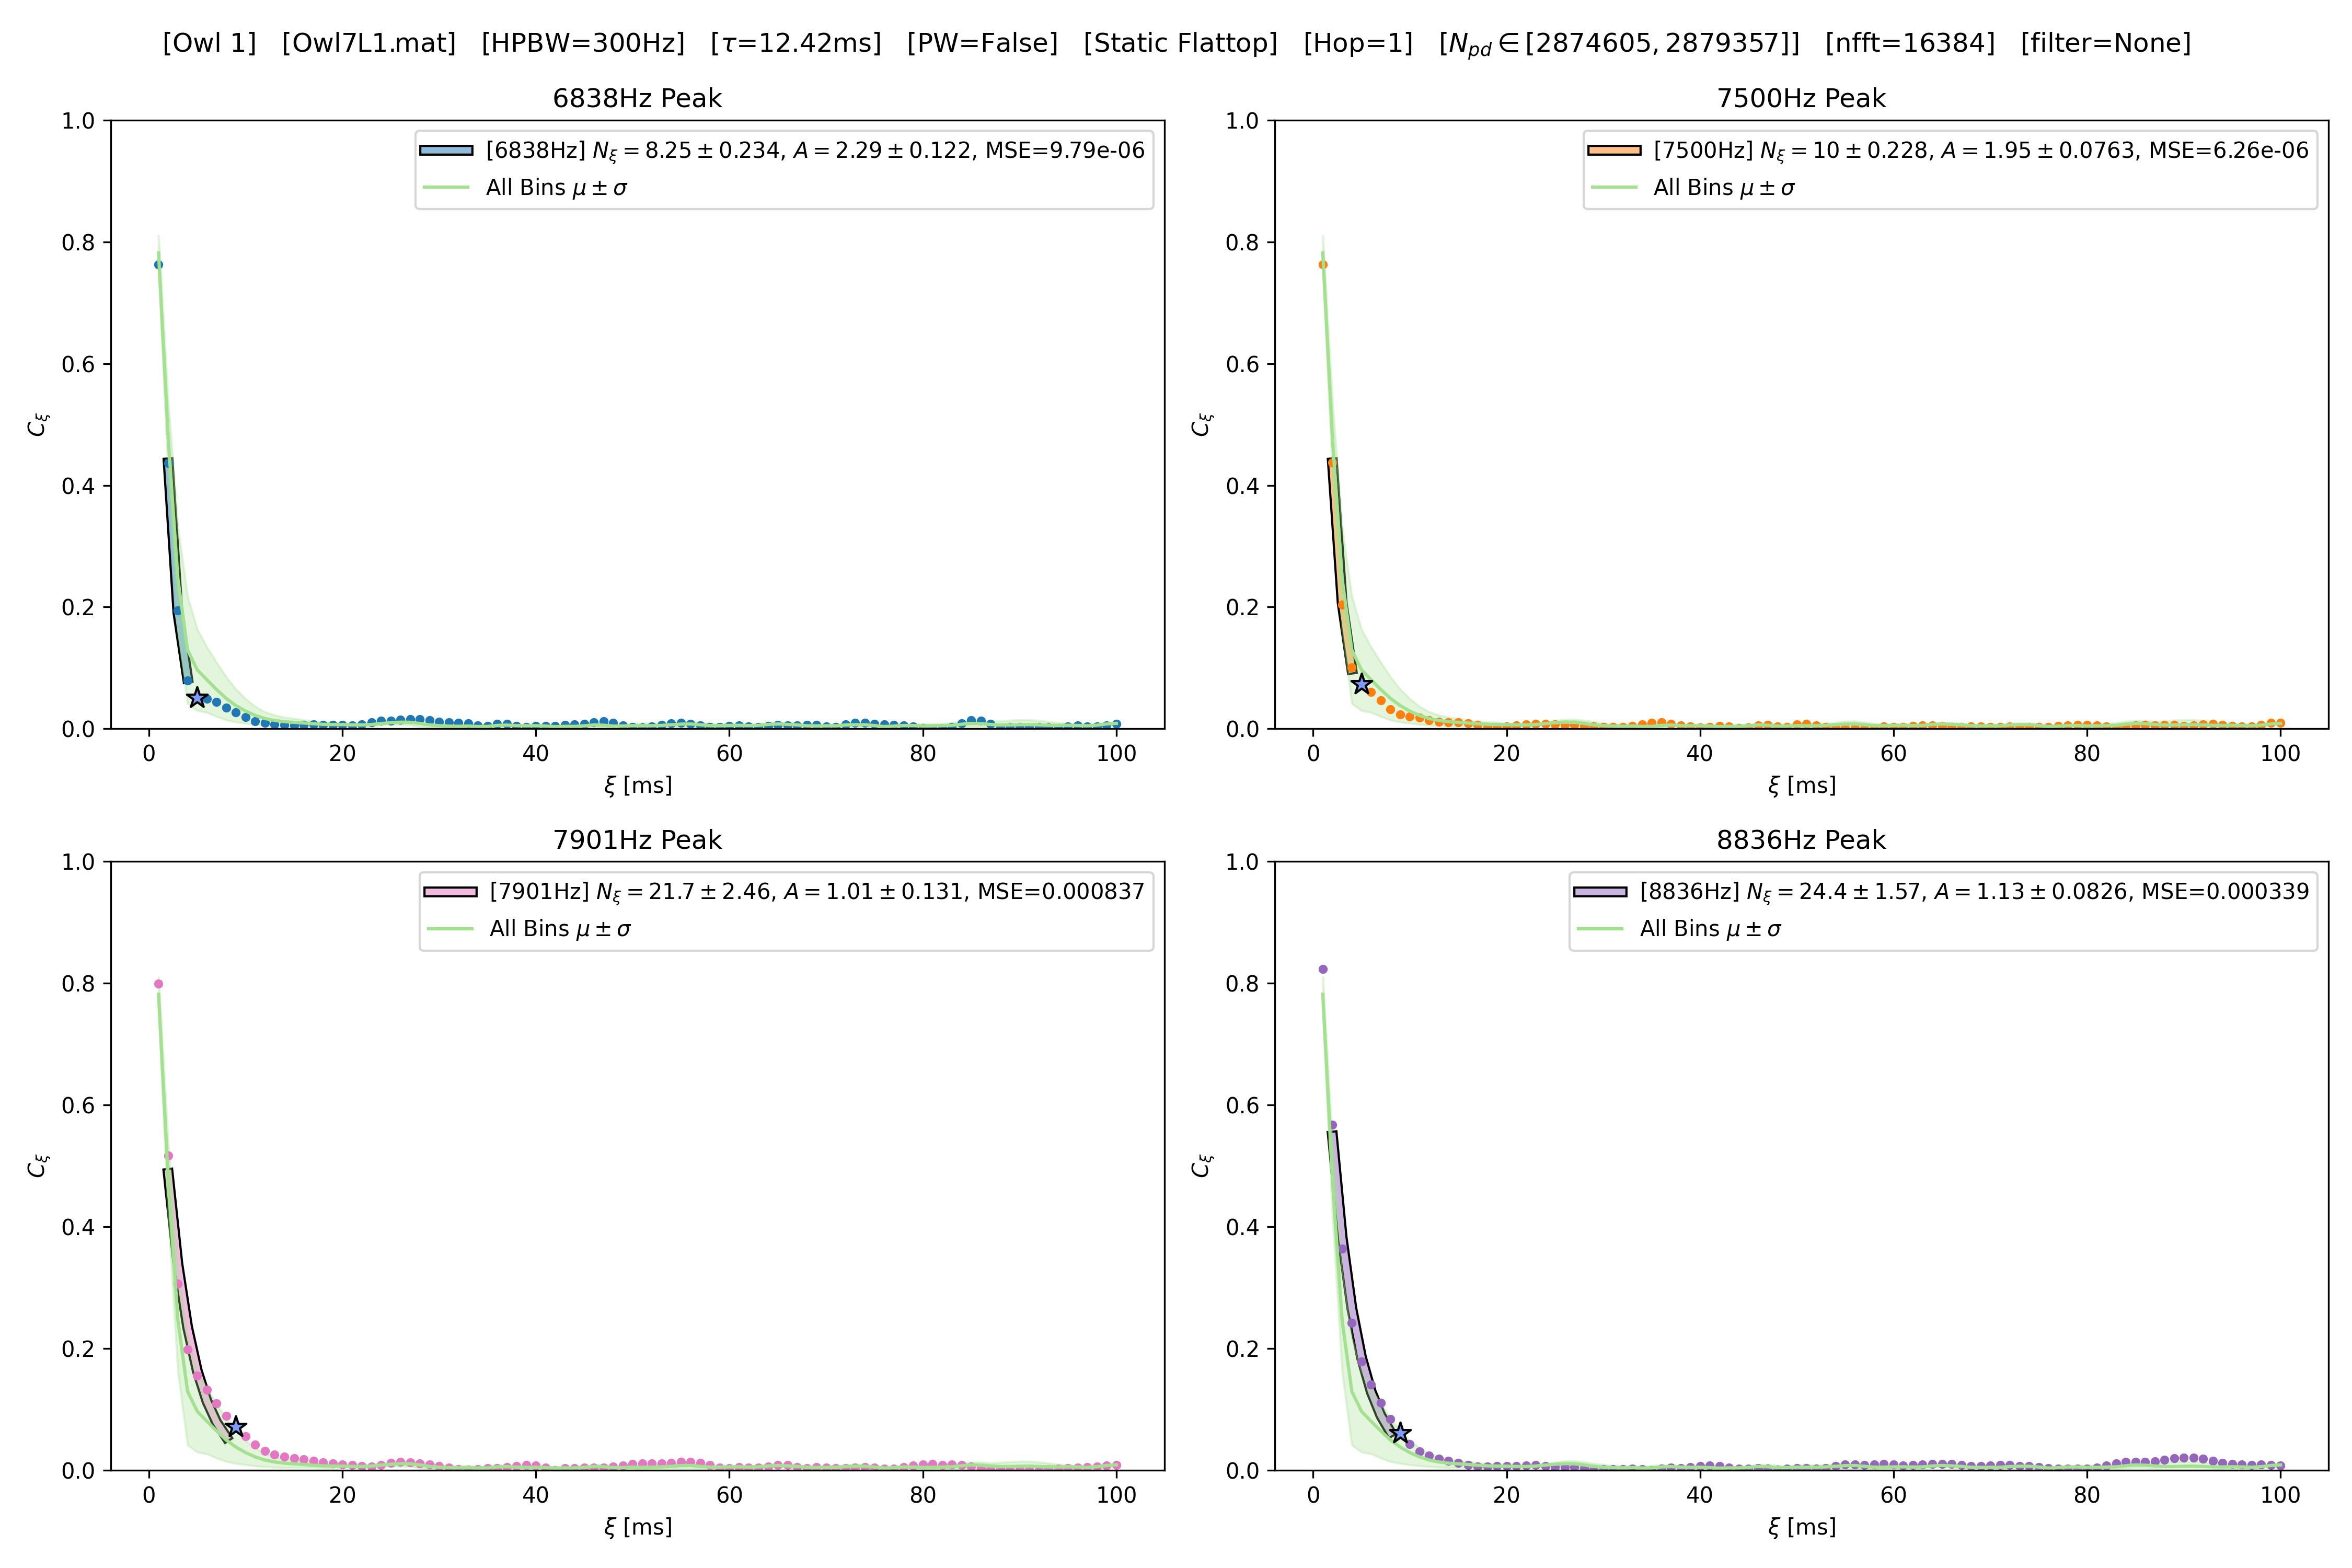 [Owl 1] [Owl7L1.mat] [HPBW=300Hz] [τ=12.42ms] [PW=False] [Static Flattop] [Hop=1] [N_{pd} ∈ [2874605, 2879357]] [nfft=16384] [filter=None]
6838Hz Peak
[6838Hz] N_ξ = 8.25 ± 0.234, A = 2.29 ± 0.122, MSE=9.79e-06
All Bins μ ± σ
1.0
0.8
0.6
0.4
0.2
0.0
C_ξ
0 20 40 60 80 100
ξ [ms]
7500Hz Peak
[7500Hz] N_ξ = 10 ± 0.228, A = 1.95 ± 0.0763, MSE=6.26e-06
All Bins μ ± σ
1.0
0.8
0.6
0.4
0.2
0.0
C_ξ
0 20 40 60 80 100
ξ [ms]
7901Hz Peak
[7901Hz] N_ξ = 21.7 ± 2.46, A = 1.01 ± 0.131, MSE=0.000837
All Bins μ ± σ
1.0
0.8
0.6
0.4
0.2
0.0
C_ξ
0 20 40 60 80 100
ξ [ms]
8836Hz Peak
[8836Hz] N_ξ = 24.4 ± 1.57, A = 1.13 ± 0.0826, MSE=0.000339
All Bins μ ± σ
1.0
0.8
0.6
0.4
0.2
0.0
C_ξ
0 20 40 60 80 100
ξ [ms]